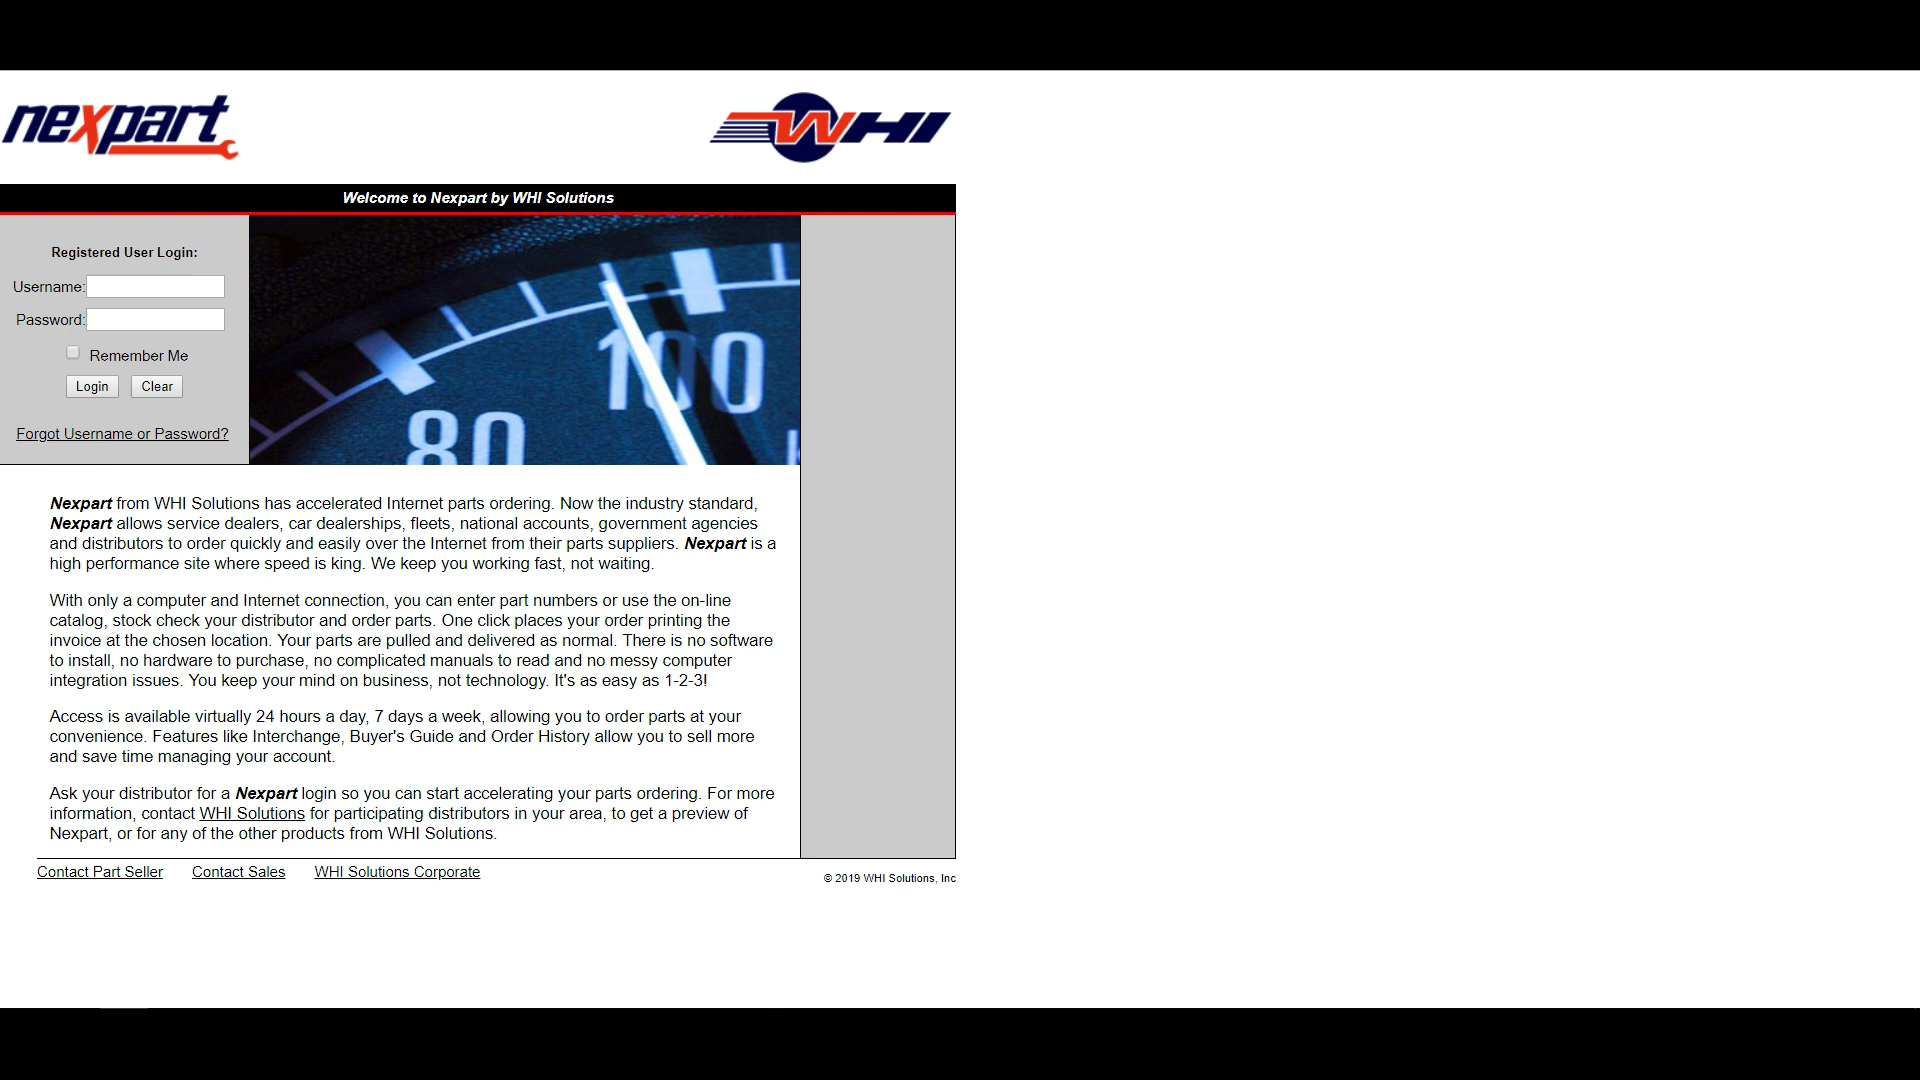 nexpart
WHI
Welcome to Nexpart by WHI Solutions
Registered User Login:
Username:
Password:
Remember Me
Login Clear
Forgot Username or Password?
80
100
Nexpart from WHI Solutions has accelerated Internet parts ordering. Now the industry standard,
Nexpart allows service dealers, car dealerships, fleets, national accounts, government agencies
and distributors to order quickly and easily over the Internet from their parts suppliers. Nexpart is a
high performance site where speed is king. We keep you working fast, not waiting.
With only a computer and Internet connection, you can enter part numbers or use the on-line
catalog, stock check your distributor and order parts. One click places your order printing the
invoice at the chosen location. Your parts are pulled and delivered as normal. There is no software
to install, no hardware to purchase, no complicated manuals to read and no messy computer
integration issues. You keep your mind on business, not technology. It's as easy as 1-2-3!
Access is available virtually 24 hours a day, 7 days a week, allowing you to order parts at your
convenience. Features like Interchange, Buyer's Guide and Order History allow you to sell more
and save time managing your account.
Ask your distributor for a Nexpart login so you can start accelerating your parts ordering. For more
information, contact WHI Solutions for participating distributors in your area, to get a preview of
Nexpart, or for any of the other products from WHI Solutions.
Contact Part Seller Contact Sales WHI Solutions Corporate
© 2019 WHI Solutions, Inc